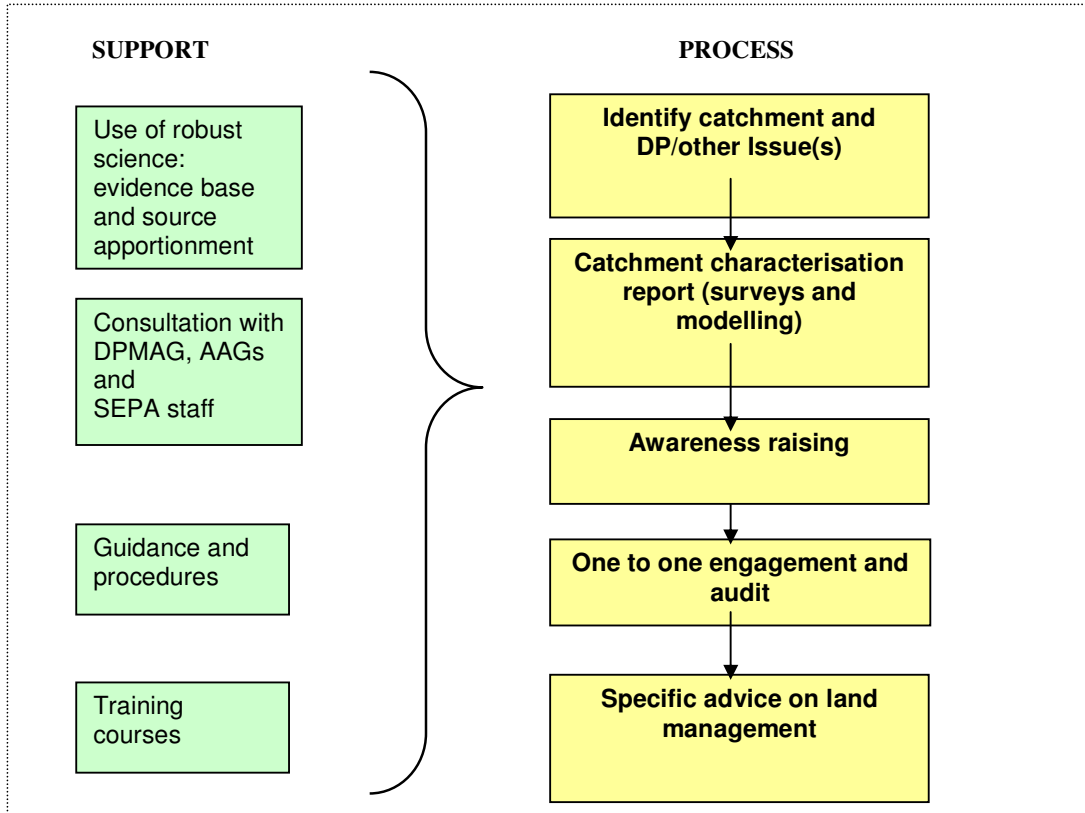 SUPPORT
Use of robust
science:
evidence base
and source
apportionment
Consultation with
DPMAG, AAGs
and
SEPA staff
Guidance and
procedures
Training
courses
PROCESS
Identify catchment and
DP/other Issue(s)
Catchment characterisation
report (surveys and
modelling)
Awareness raising
One to one engagement and
audit
Specific advice on land
management